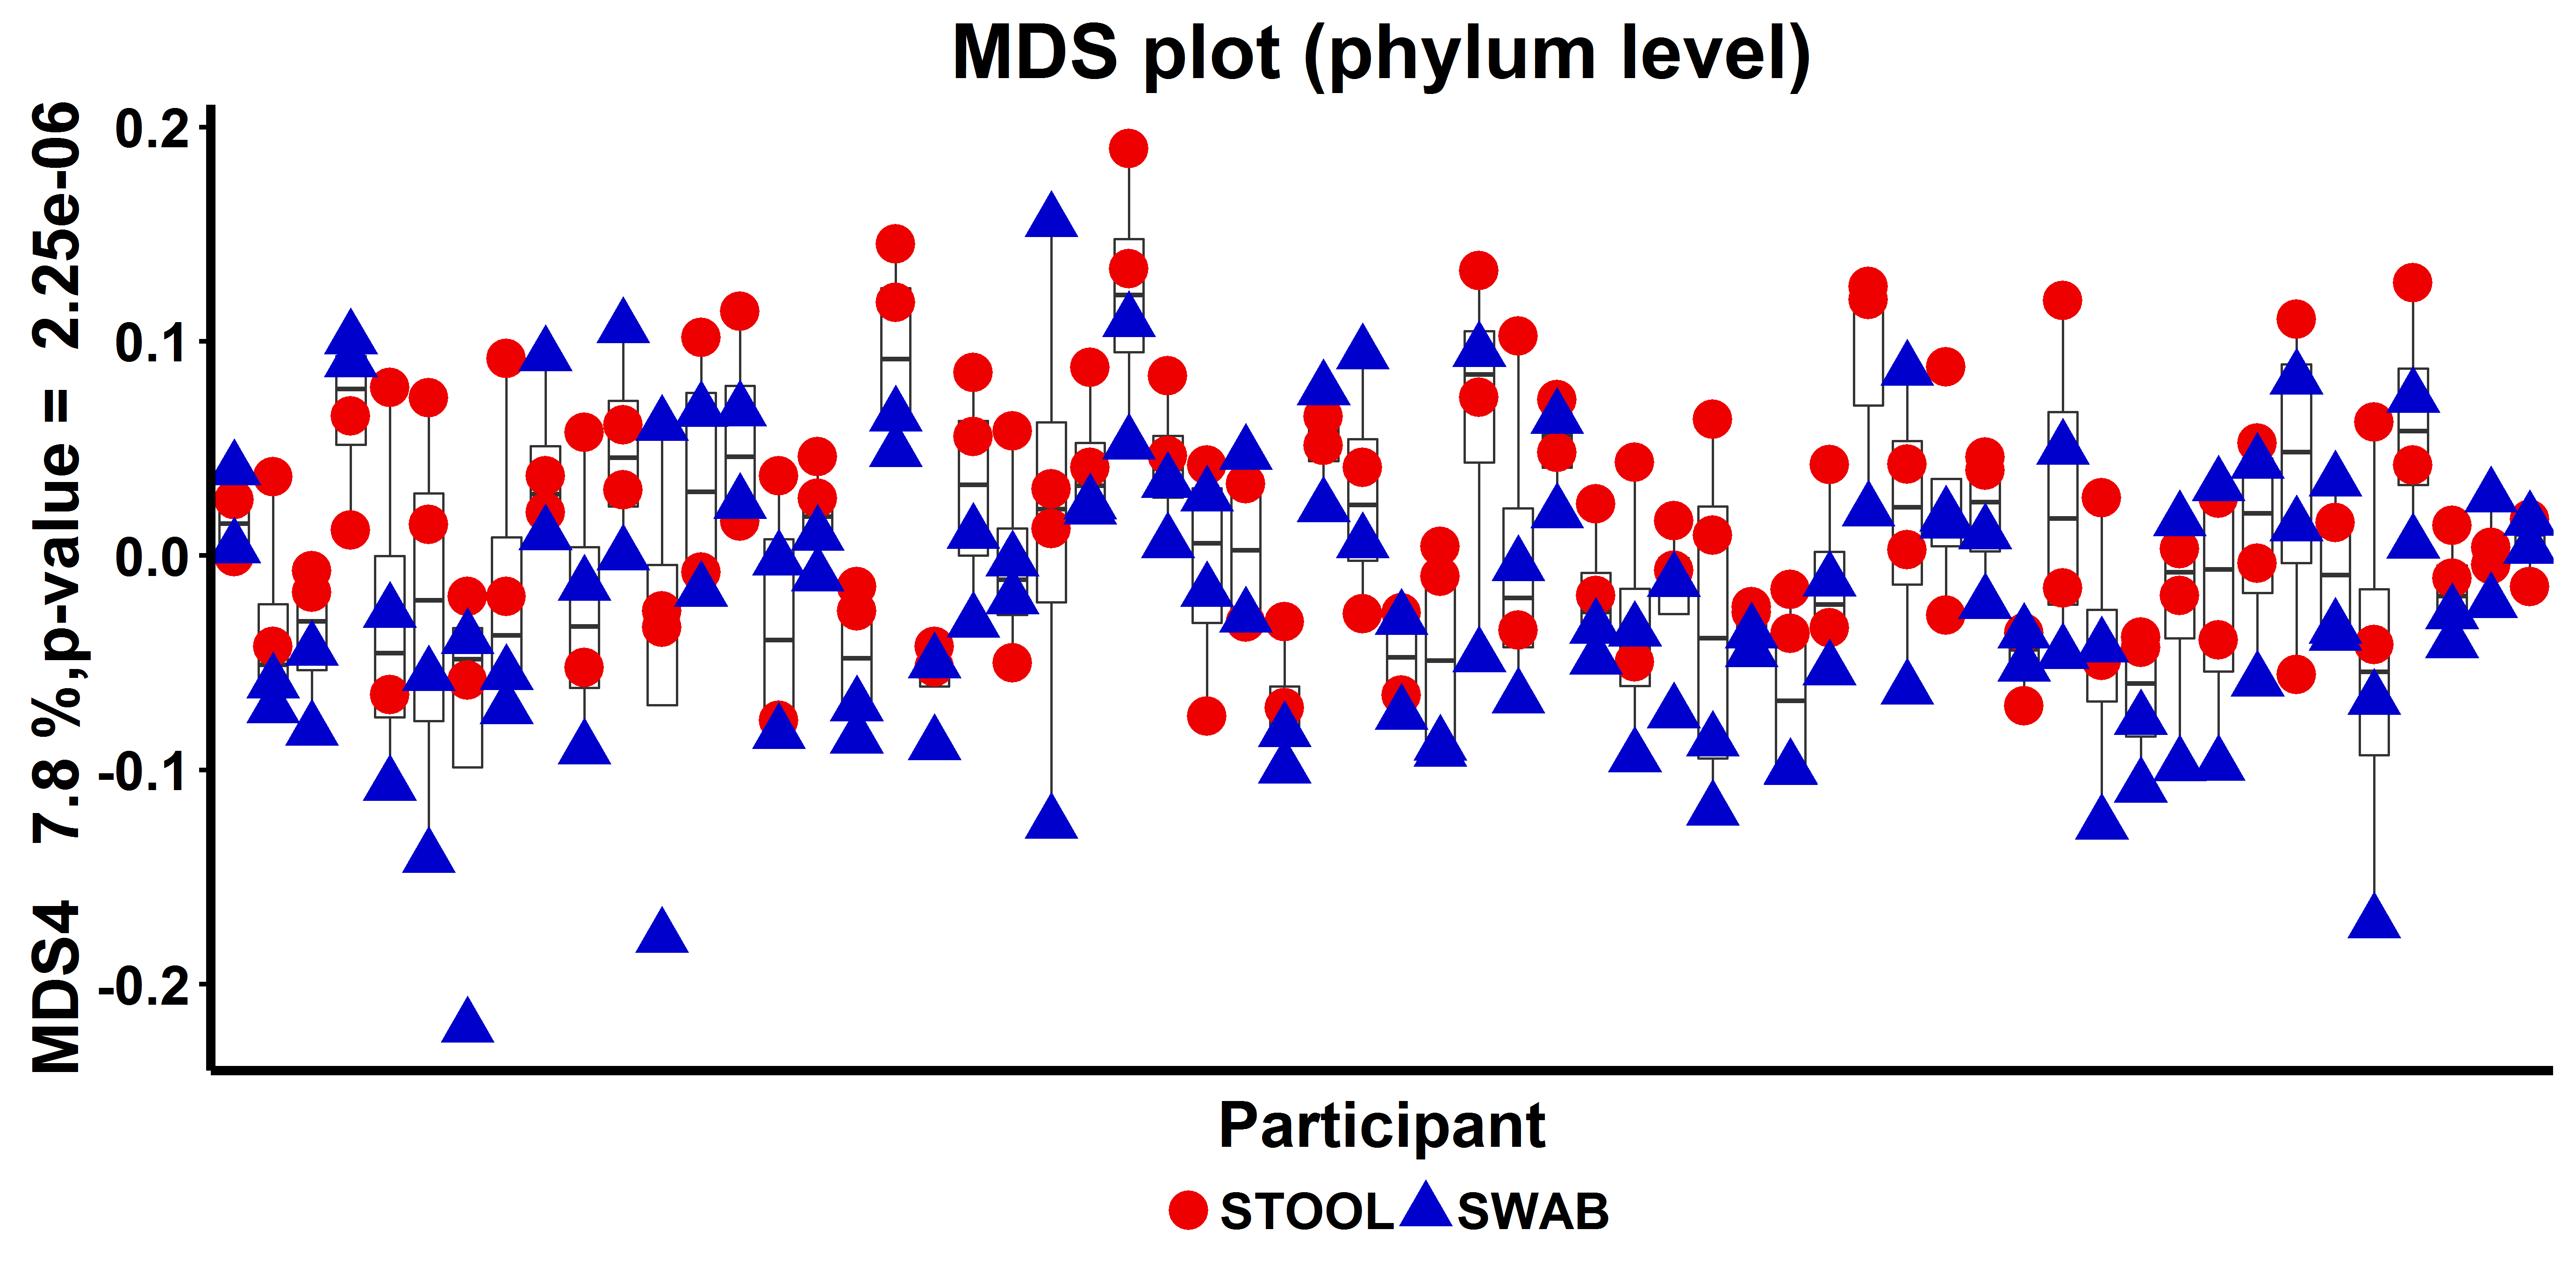 MDS plot (phylum level)
MDS4 7.8 %,p-value = 2.25e-06
0.2
0.1
0.0
-0.1
-0.2
Participant
STOOL SWAB